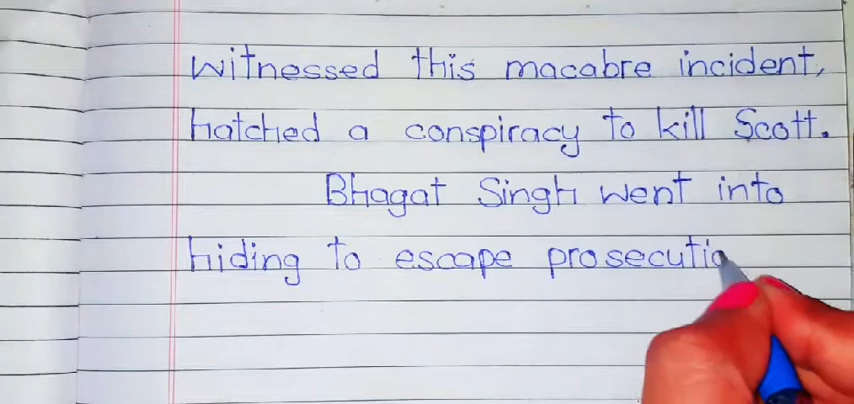 Witnessed this macabre incident,
hatched a conspiracy to kill Scott.
Bhagat Singh went into
hiding to escape prosecutio